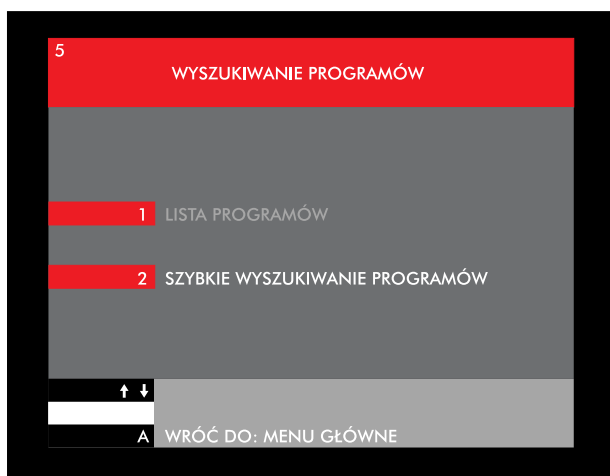 5
WYSZUKIWANIE PROGRAMÓW
1 LISTA PROGRAMÓW
2 SZYBKIE WYSZUKIWANIE PROGRAMÓW
↑ ↓
A WRÓĆ DO: MENU GŁÓWNE